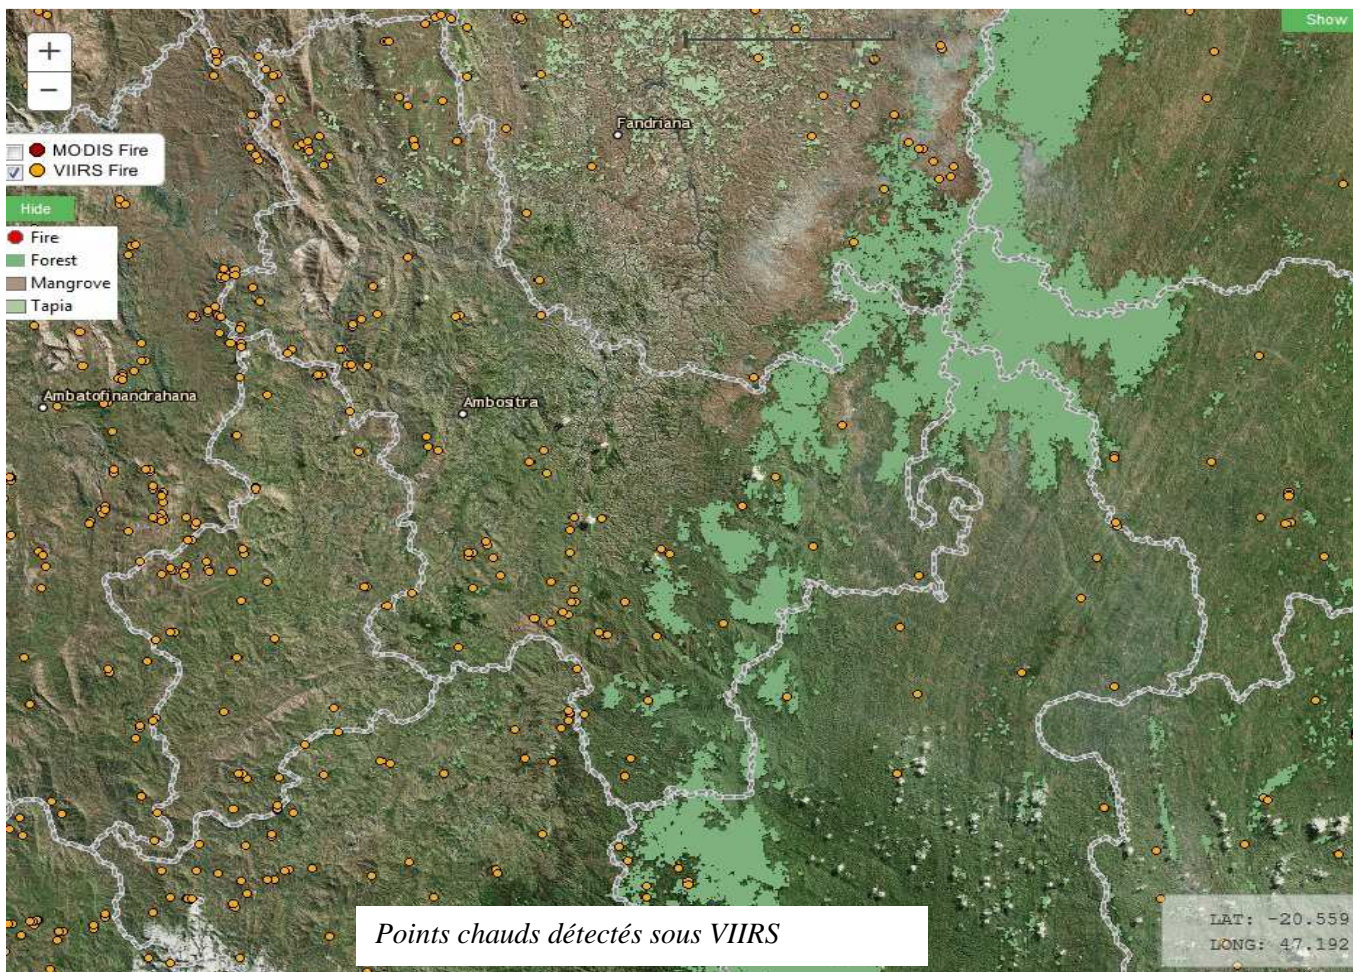 Show
+
−
MODIS Fire
VIIRS Fire
Hide
Fire
Forest
Mangrove
Tapia
Fandriana
Ambatofinandrahana
Ambositra
Points chauds détectés sous VIIRS
LAT: -20.559
LONG: 47.192